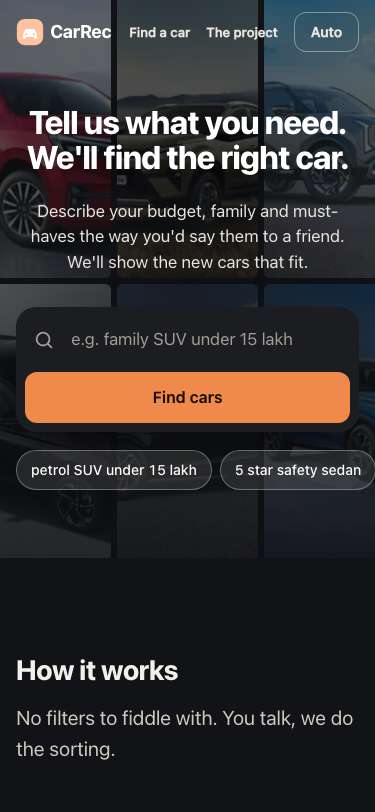 CarRec
Find a car
The project
Auto
Tell us what you need.
We'll find the right car.
Describe your budget, family and must-
haves the way you'd say them to a friend.
We'll show the new cars that fit.
e.g. family SUV under 15 lakh
Find cars
petrol SUV under 15 lakh
5 star safety sedan
How it works
No filters to fiddle with. You talk, we do
the sorting.